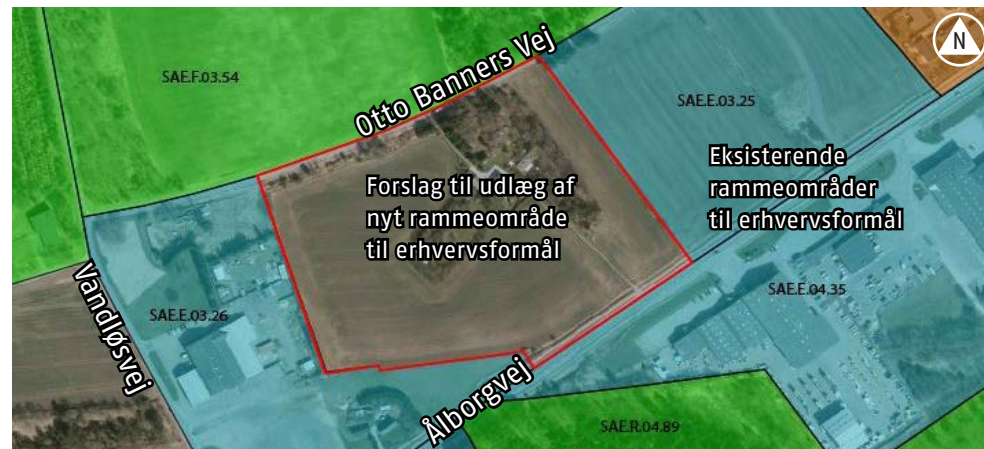 N
SAE.F.03.54
Otto Banners Vej
SAE.E.03.25
Eksisterende
rammeområder
til erhvervsformål
Forslag til udlæg af
nyt rammeområde
til erhvervsformål
Vandløsvej
SAE.E.03.26
SAE.E.04.35
Ålborgvej
SAE.R.04.89